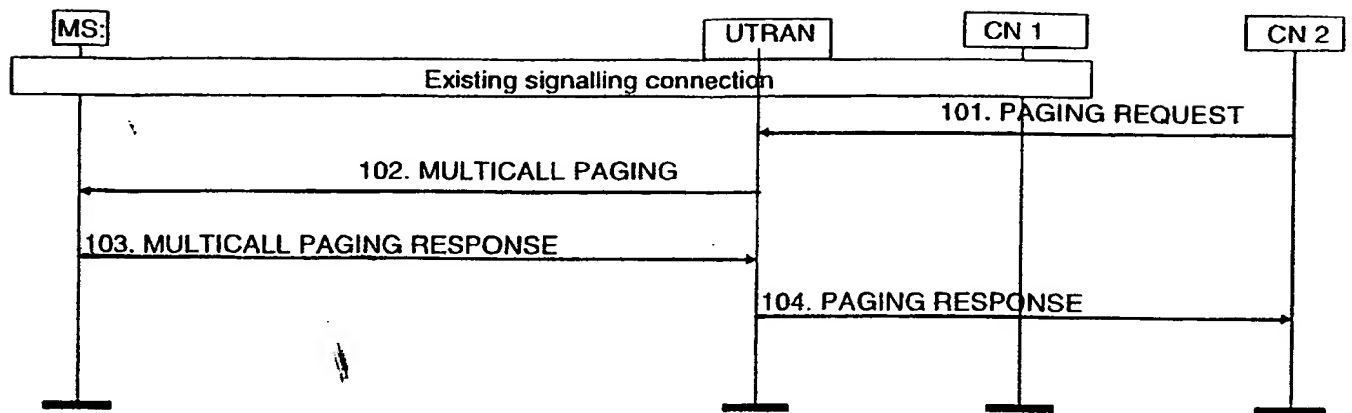 MS:
UTRAN
CN 1
CN 2
Existing signalling connection
101. PAGING REQUEST
102. MULTICALL PAGING
103. MULTICALL PAGING RESPONSE
104. PAGING RESPONSE